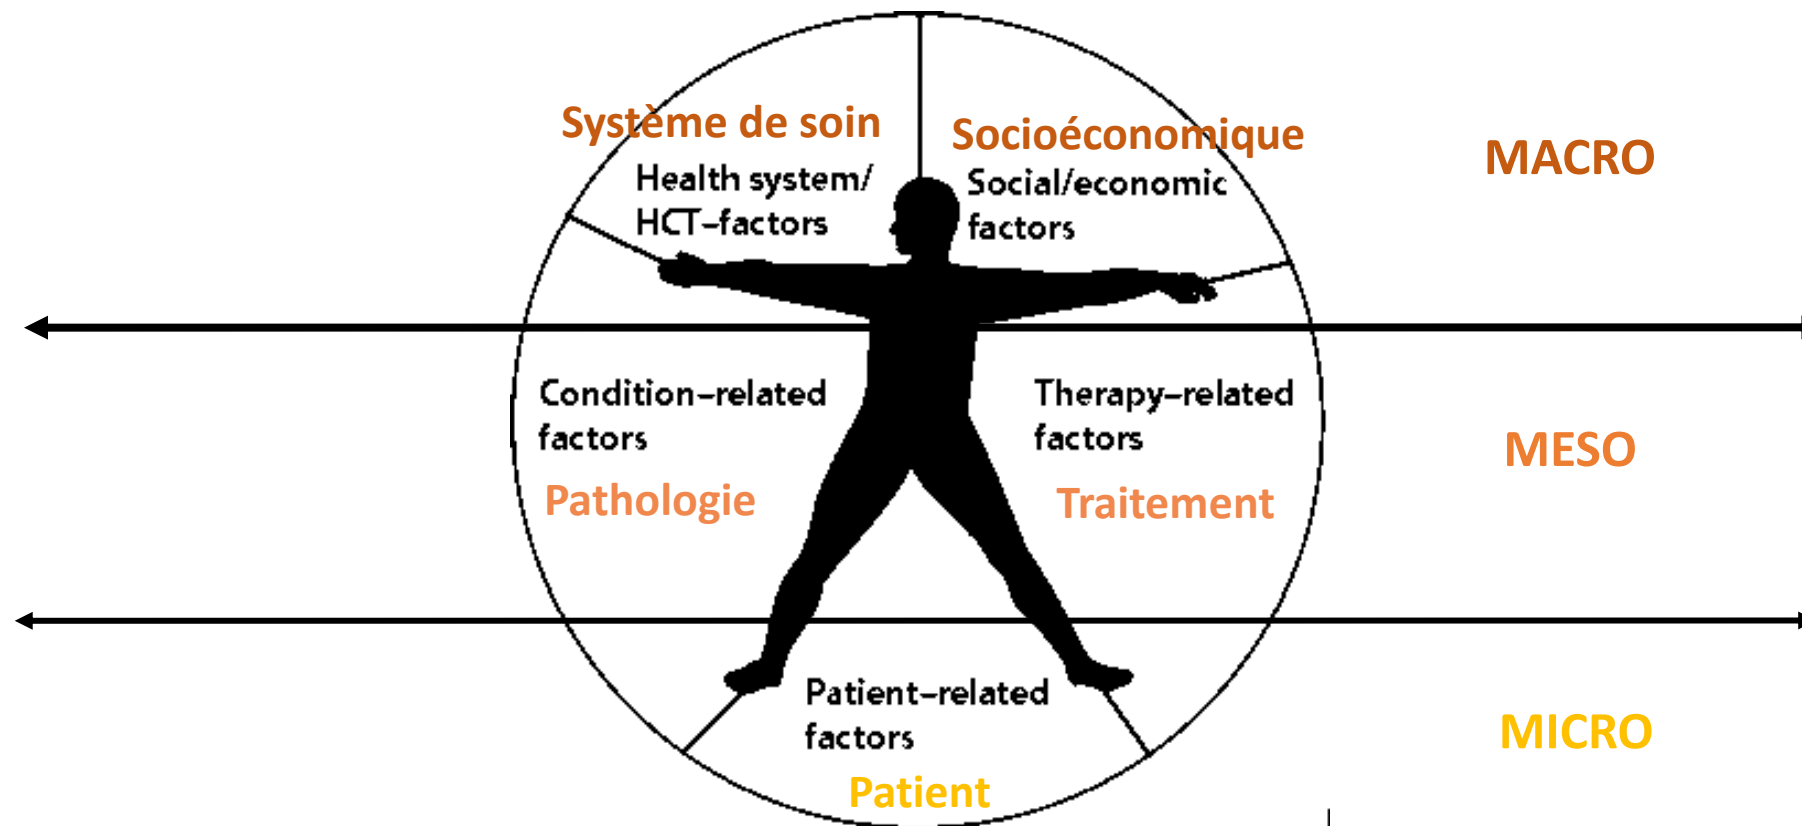 Système de soin
Health system/
HCT-factors
Socioéconomique
Social/economic
factors
MACRO
Condition-related
factors
Pathologie
Therapy-related
factors
Traitement
MESO
Patient-related
factors
Patient
MICRO